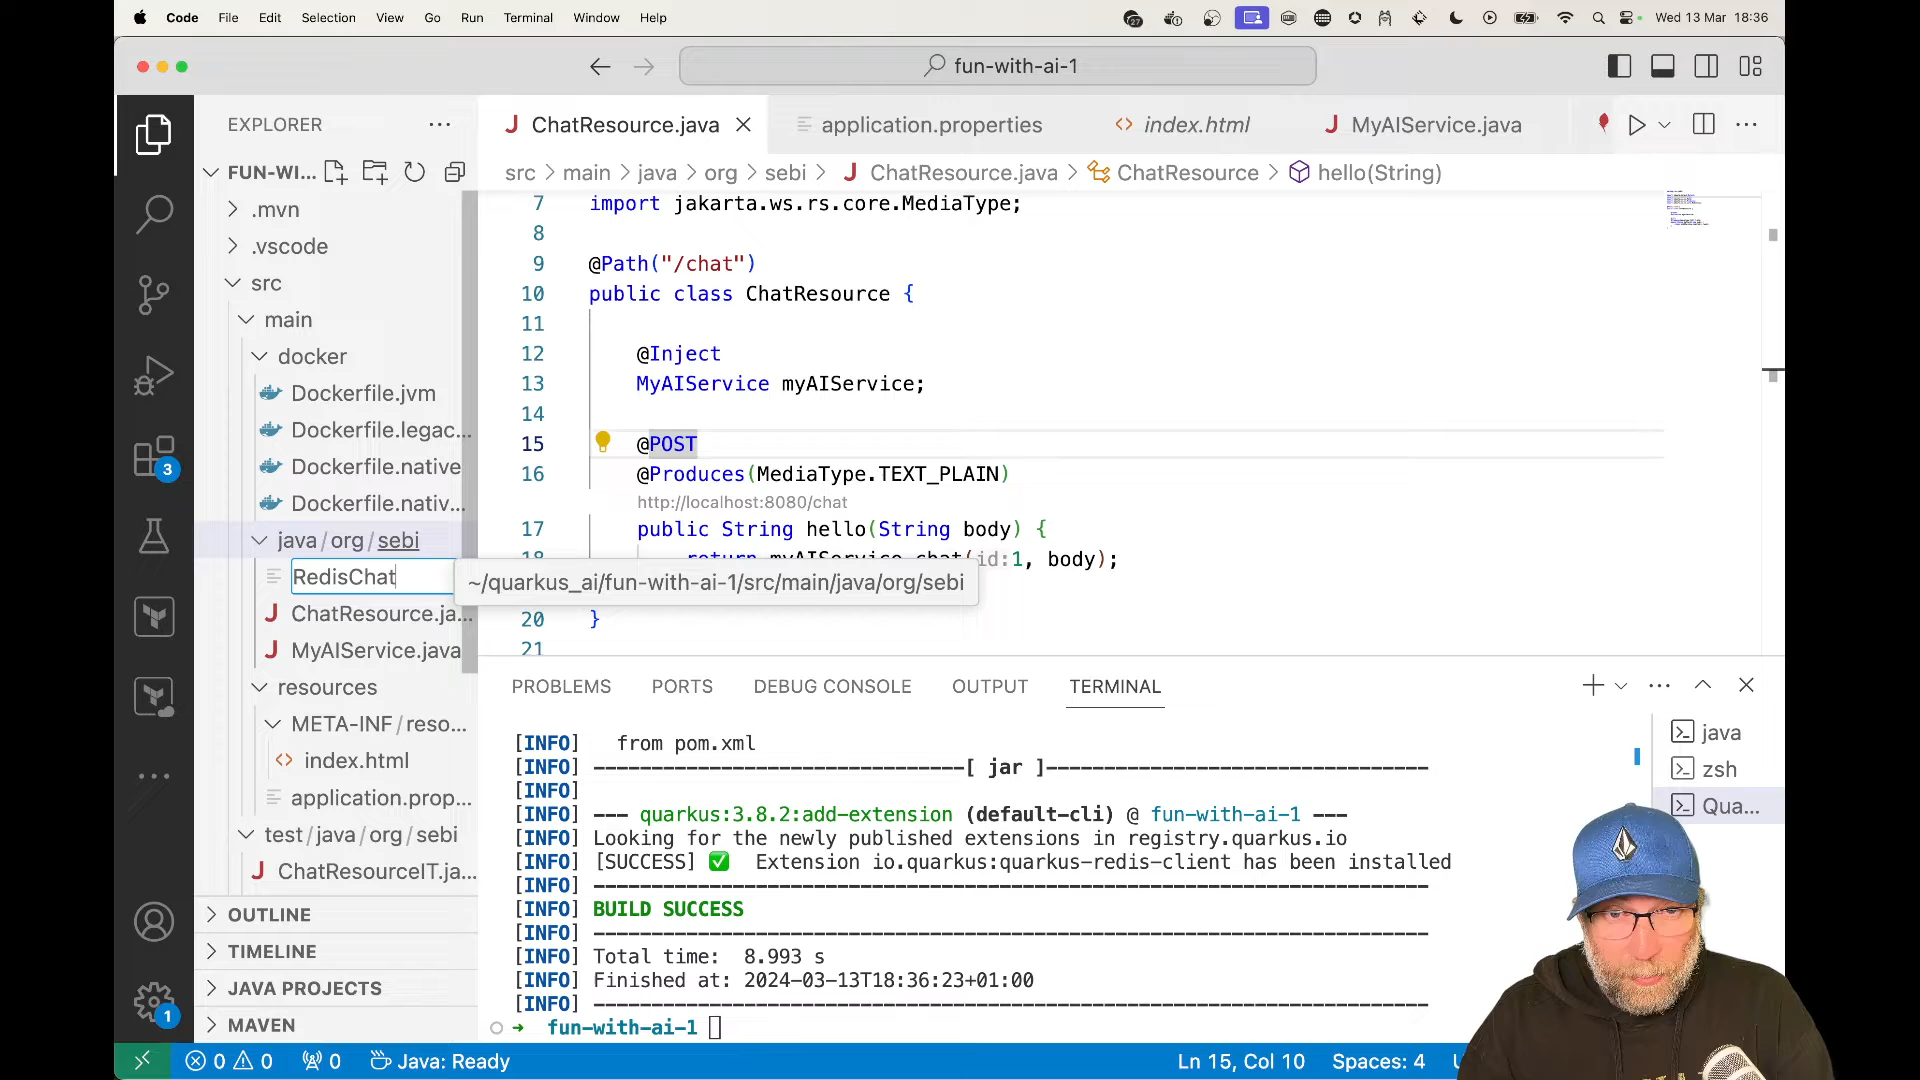 Code File Edit Selection View Go Run Terminal Window Help
27
Wed 13 Mar 18:36
fun-with-ai-1
EXPLORER
FUN-WI...
.mvn
.vscode
src
main
docker
Dockerfile.jvm
Dockerfile.legac...
Dockerfile.native
Dockerfile.nativ...
java/org/sebi
RedisChat
ChatResource.ja...
MyAIService.java
resources
META-INF/reso...
index.html
application.prop...
test/java/org/sebi
ChatResourceIT.ja...
OUTLINE
TIMELINE
JAVA PROJECTS
MAVEN
3
1
ChatResource.java
application.properties
index.html
MyAIService.java
src > main > java > org > sebi > ChatResource.java > ChatResource > hello(String)
7 import jakarta.ws.rs.core.MediaType;
8
9 @Path("/chat")
10 public class ChatResource {
11
12 @Inject
13 MyAIService myAIService;
14
15 @POST
16 @Produces(MediaType.TEXT_PLAIN)
http://localhost:8080/chat
17 public String hello(String body) {
18 return myAIService.chat(id:1, body);
~/quarkus_ai/fun-with-ai-1/src/main/java/org/sebi
20 }
21
PROBLEMS PORTS DEBUG CONSOLE OUTPUT TERMINAL
java
zsh
Qua...
[INFO] from pom.xml
[INFO] --------------------------------[ jar ]---------------------------------
[INFO]
[INFO] --- quarkus:3.8.2:add-extension (default-cli) @ fun-with-ai-1 ---
[INFO] Looking for the newly published extensions in registry.quarkus.io
[INFO] [SUCCESS] ✅ Extension io.quarkus:quarkus-redis-client has been installed
[INFO] ------------------------------------------------------------------------
[INFO] BUILD SUCCESS
[INFO] ------------------------------------------------------------------------
[INFO] Total time: 8.993 s
[INFO] Finished at: 2024-03-13T18:36:23+01:00
[INFO] ------------------------------------------------------------------------
➜ fun-with-ai-1
0 0 0 Java: Ready
Ln 15, Col 10 Spaces: 4